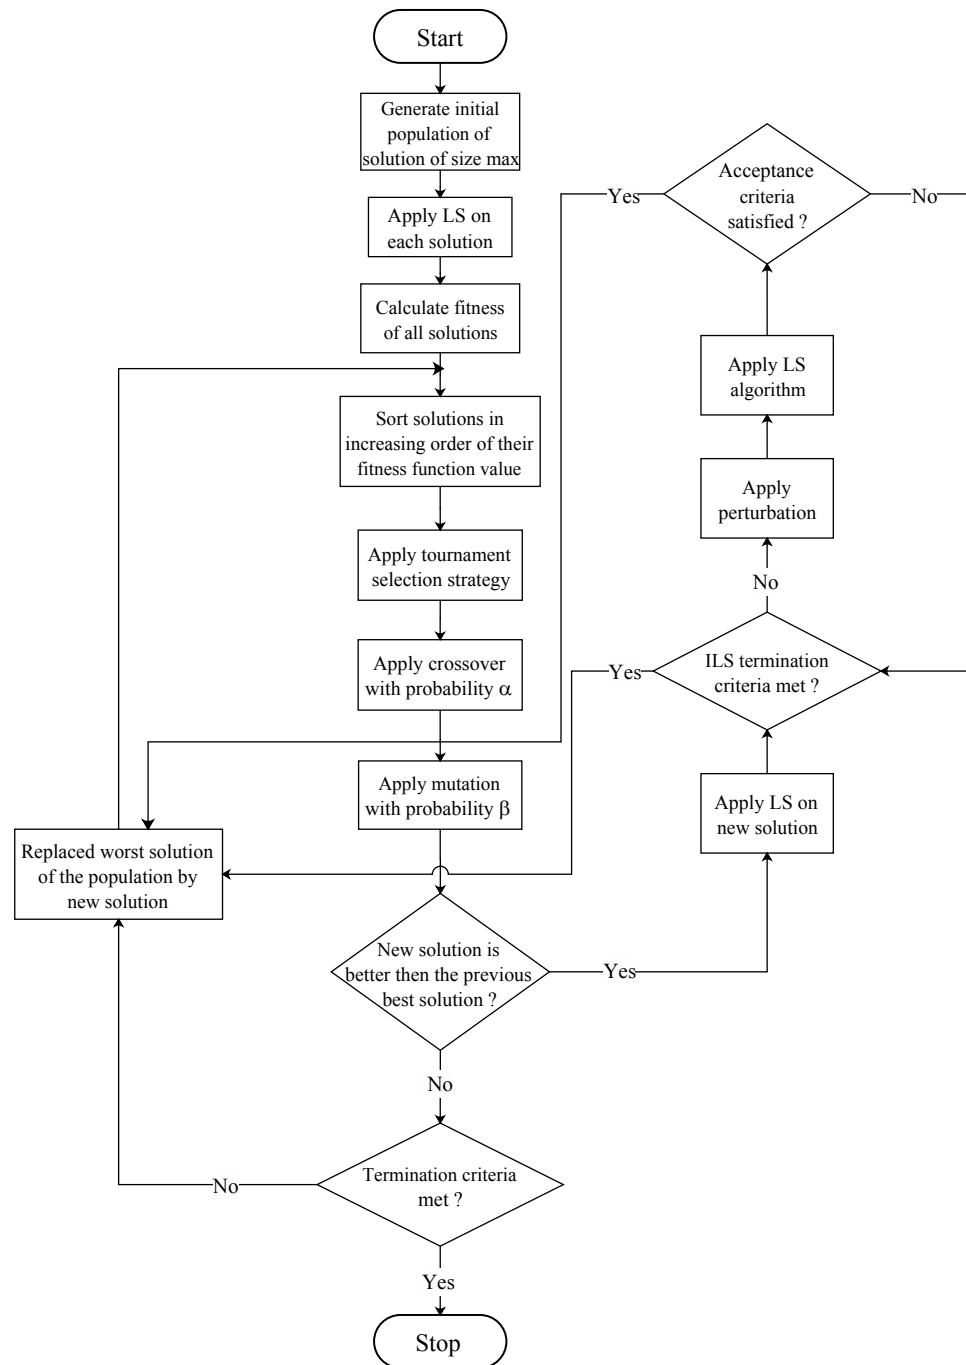 Start
Generate initial
population of
solution of size max
Apply LS on
each solution
Calculate fitness
of all solutions
Sort solutions in
increasing order of their
fitness function value
Apply tournament
selection strategy
Apply crossover
with probability α
Apply mutation
with probability β
New solution is
better then the previous
best solution ?
No
Termination criteria
met ?
Yes
Stop
No
Replaced worst solution
of the population by
new solution
Yes
Apply LS on
new solution
ILS termination
criteria met ?
Yes
No
Apply
perturbation
Apply LS
algorithm
Acceptance
criteria
satisfied ?
Yes
No